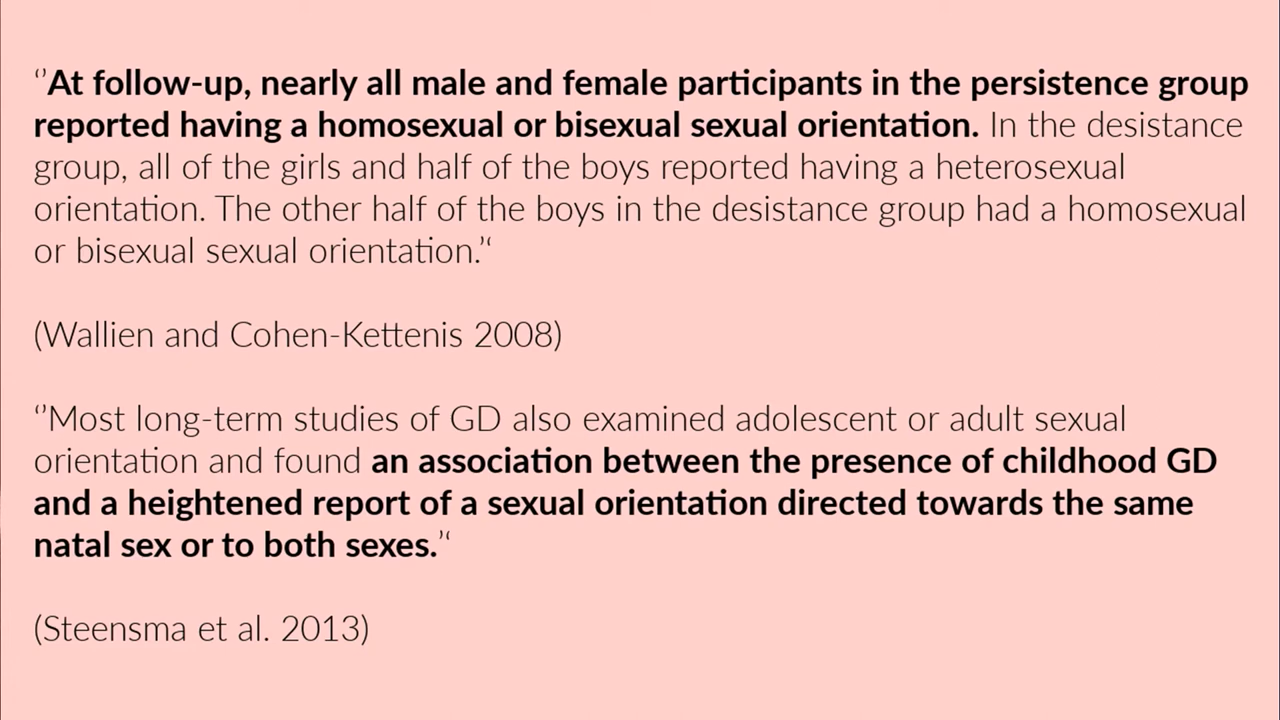 ‘’At follow-up, nearly all male and female participants in the persistence group
reported having a homosexual or bisexual sexual orientation. In the desistance
group, all of the girls and half of the boys reported having a heterosexual
orientation. The other half of the boys in the desistance group had a homosexual
or bisexual sexual orientation.’‘
(Wallien and Cohen-Kettenis 2008)
‘’Most long-term studies of GD also examined adolescent or adult sexual
orientation and found an association between the presence of childhood GD
and a heightened report of a sexual orientation directed towards the same
natal sex or to both sexes.’‘
(Steensma et al. 2013)